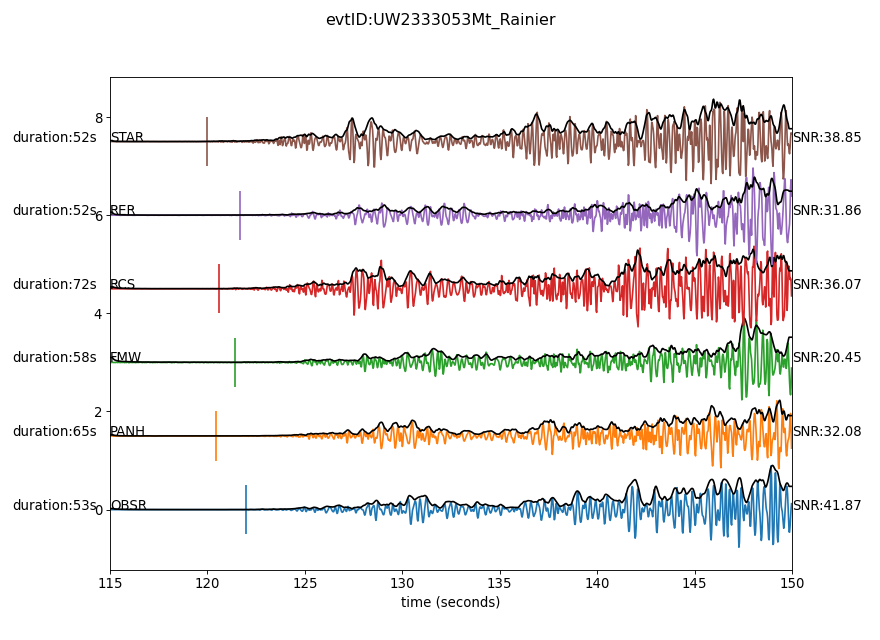 evtID:UW2333053Mt_Rainier
8
duration:52s STAR SNR:38.85
duration:52s RER SNR:31.86
6
duration:72s RCS SNR:36.07
4
duration:58s FMW SNR:20.45
2
duration:65s PANH SNR:32.08
duration:53s OBSR SNR:41.87
0
115 120 125 130 135 140 145 150
time (seconds)